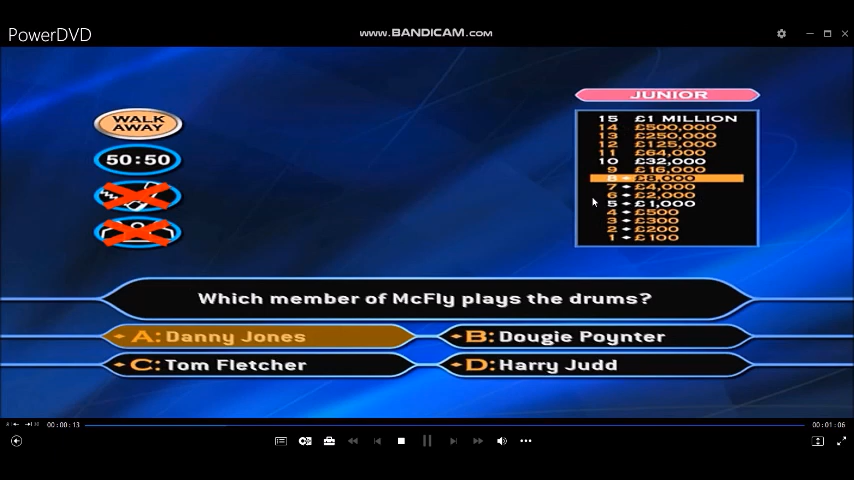 PowerDVD
www.BANDICAM.com
JUNIOR
WALK
AWAY
50:50
15 £1 MILLION
14 £500,000
13 £250,000
12 £125,000
11 £64,000
10 £32,000
9 £16,000
8 £8,000
7 £4,000
6 £2,000
5 £1,000
4 £500
3 £300
2 £200
1 £100
Which member of McFly plays the drums?
A: Danny Jones
B: Dougie Poynter
C: Tom Fletcher
D: Harry Judd
00:00:13
00:01:06